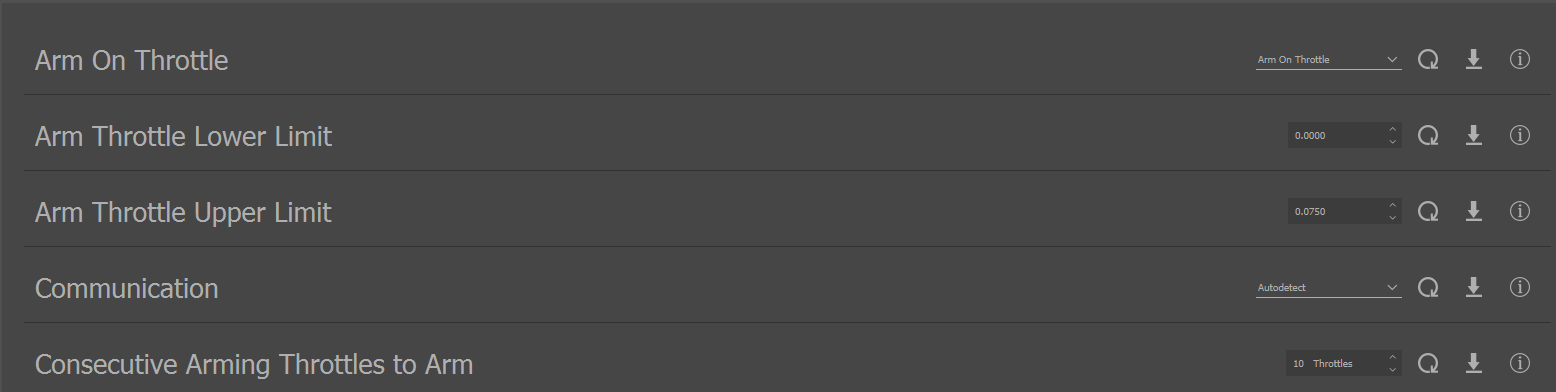 Arm On Throttle Arm On Throttle
Arm Throttle Lower Limit 0.0000
Arm Throttle Upper Limit 0.0750
Communication Autodetect
Consecutive Arming Throttles to Arm 10 Throttles